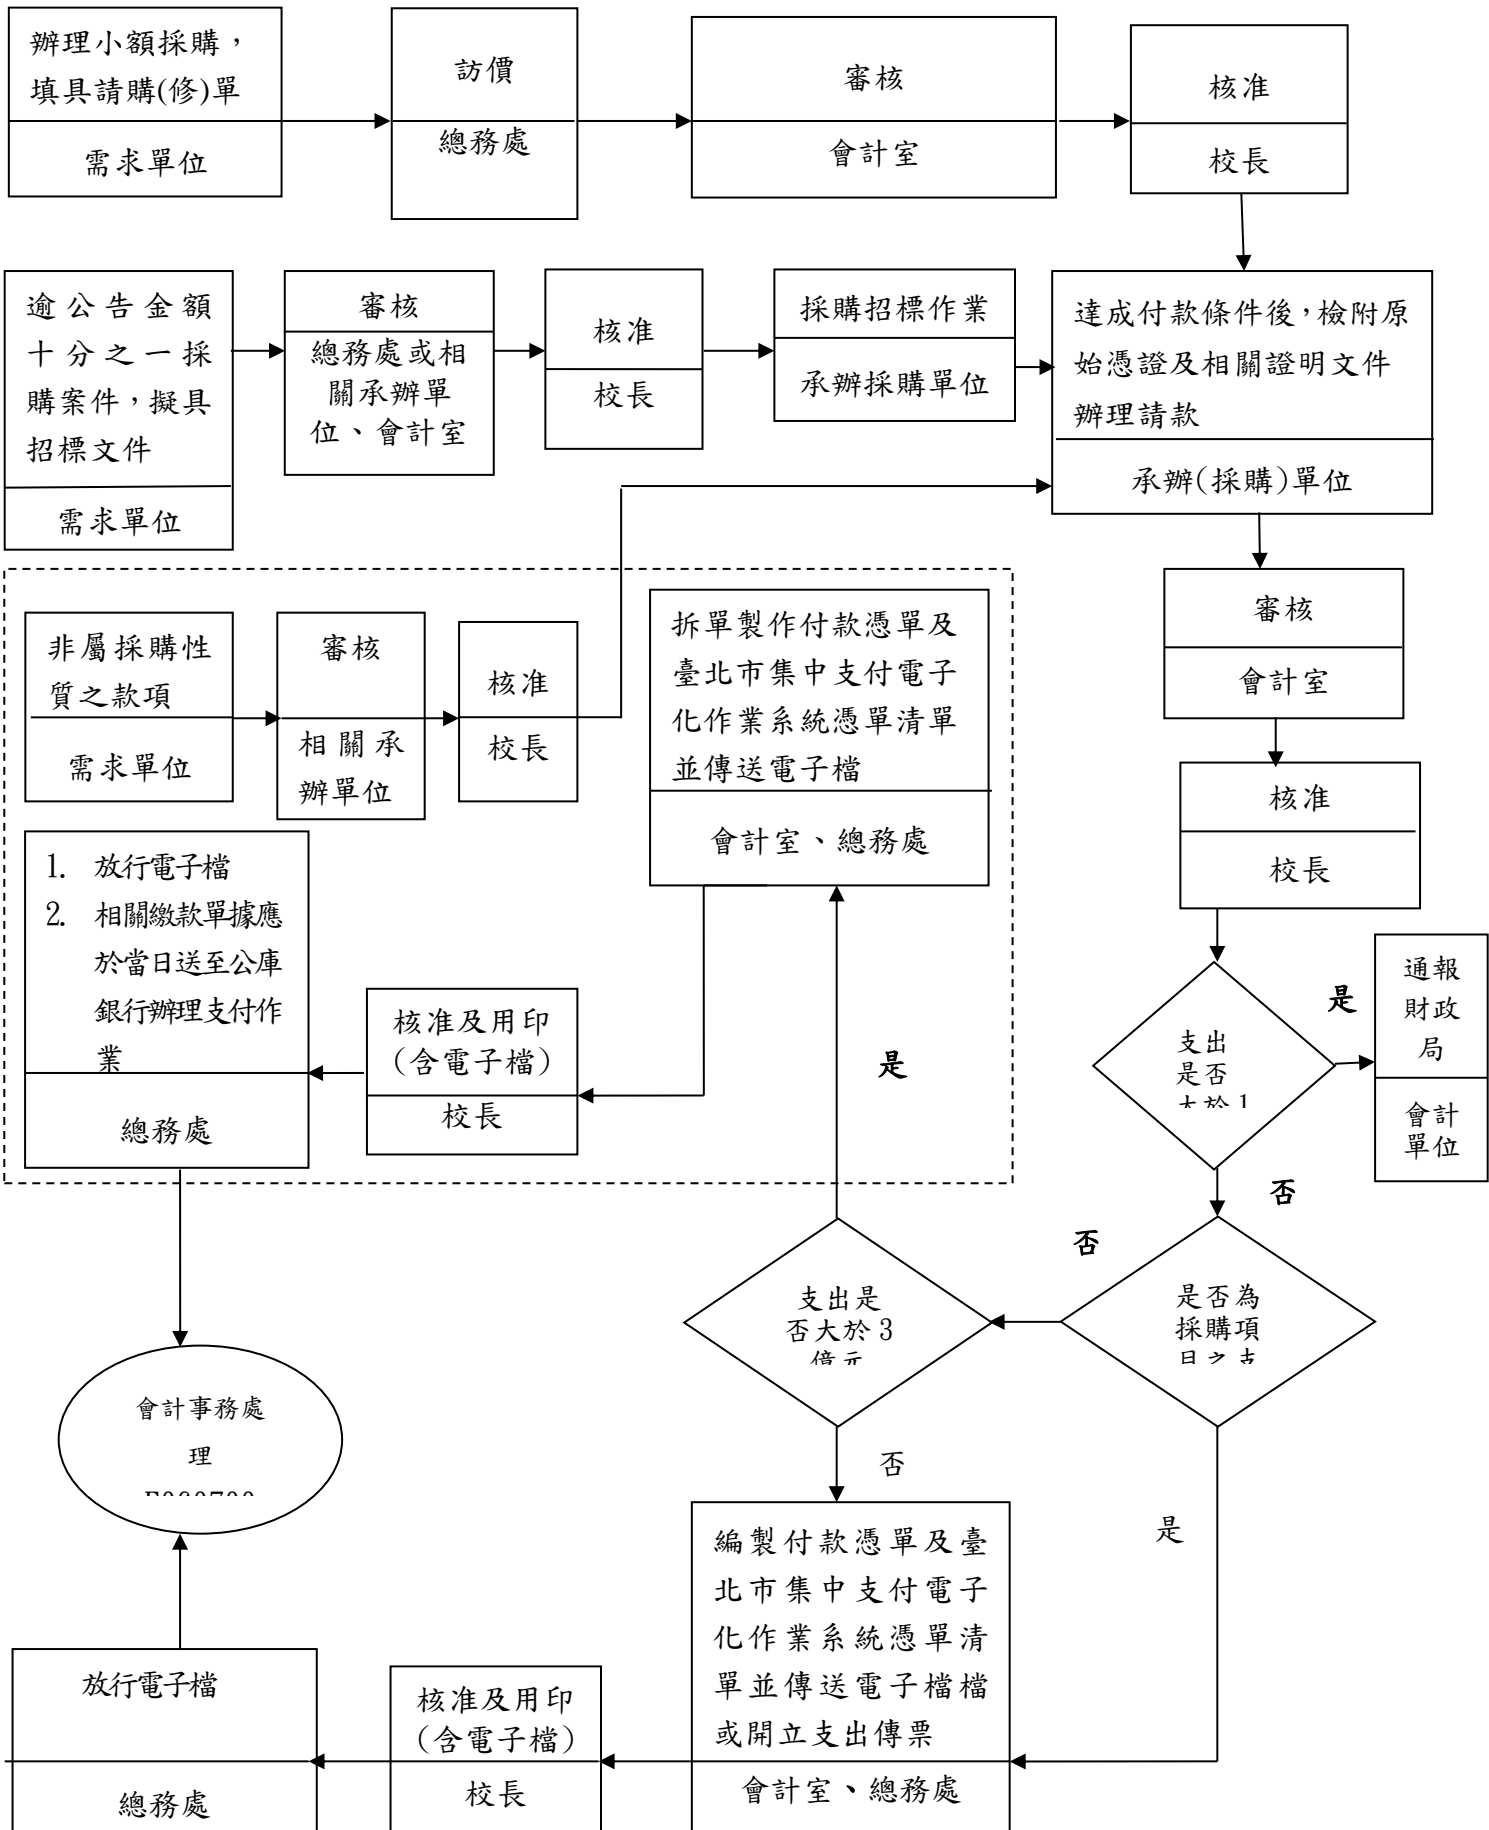 辦理小額採購，
填具請購(修)單
需求單位
訪價
總務處
審核
會計室
核准
校長
逾公告金額
十分之一採
購案件，擬具
招標文件
需求單位
審核
總務處或相
關承辦單
位、會計室
核准
校長
採購招標作業
承辦採購單位
達成付款條件後，檢附原
始憑證及相關證明文件
辦理請款
承辦(採購)單位
非屬採購性
質之款項
需求單位
審核
相關承
辦單位
核准
校長
拆單製作付款憑單及
臺北市集中支付電子
化作業系統憑單清單
並傳送電子檔
會計室、總務處
審核
會計室
核准
校長
1. 放行電子檔
2. 相關繳款單據應
於當日送至公庫
銀行辦理支付作
業
總務處
核准及用印
(含電子檔)
校長
是
支出
是否
大於1
是
通報
財政
局
會計
單位
否
否
支出是
否大於3
億元
是否為
採購項
目之支
會計事務處
理
否
是
編製付款憑單及臺
北市集中支付電子
化作業系統憑單清
單並傳送電子檔檔
或開立支出傳票
會計室、總務處
核准及用印
(含電子檔)
校長
放行電子檔
總務處